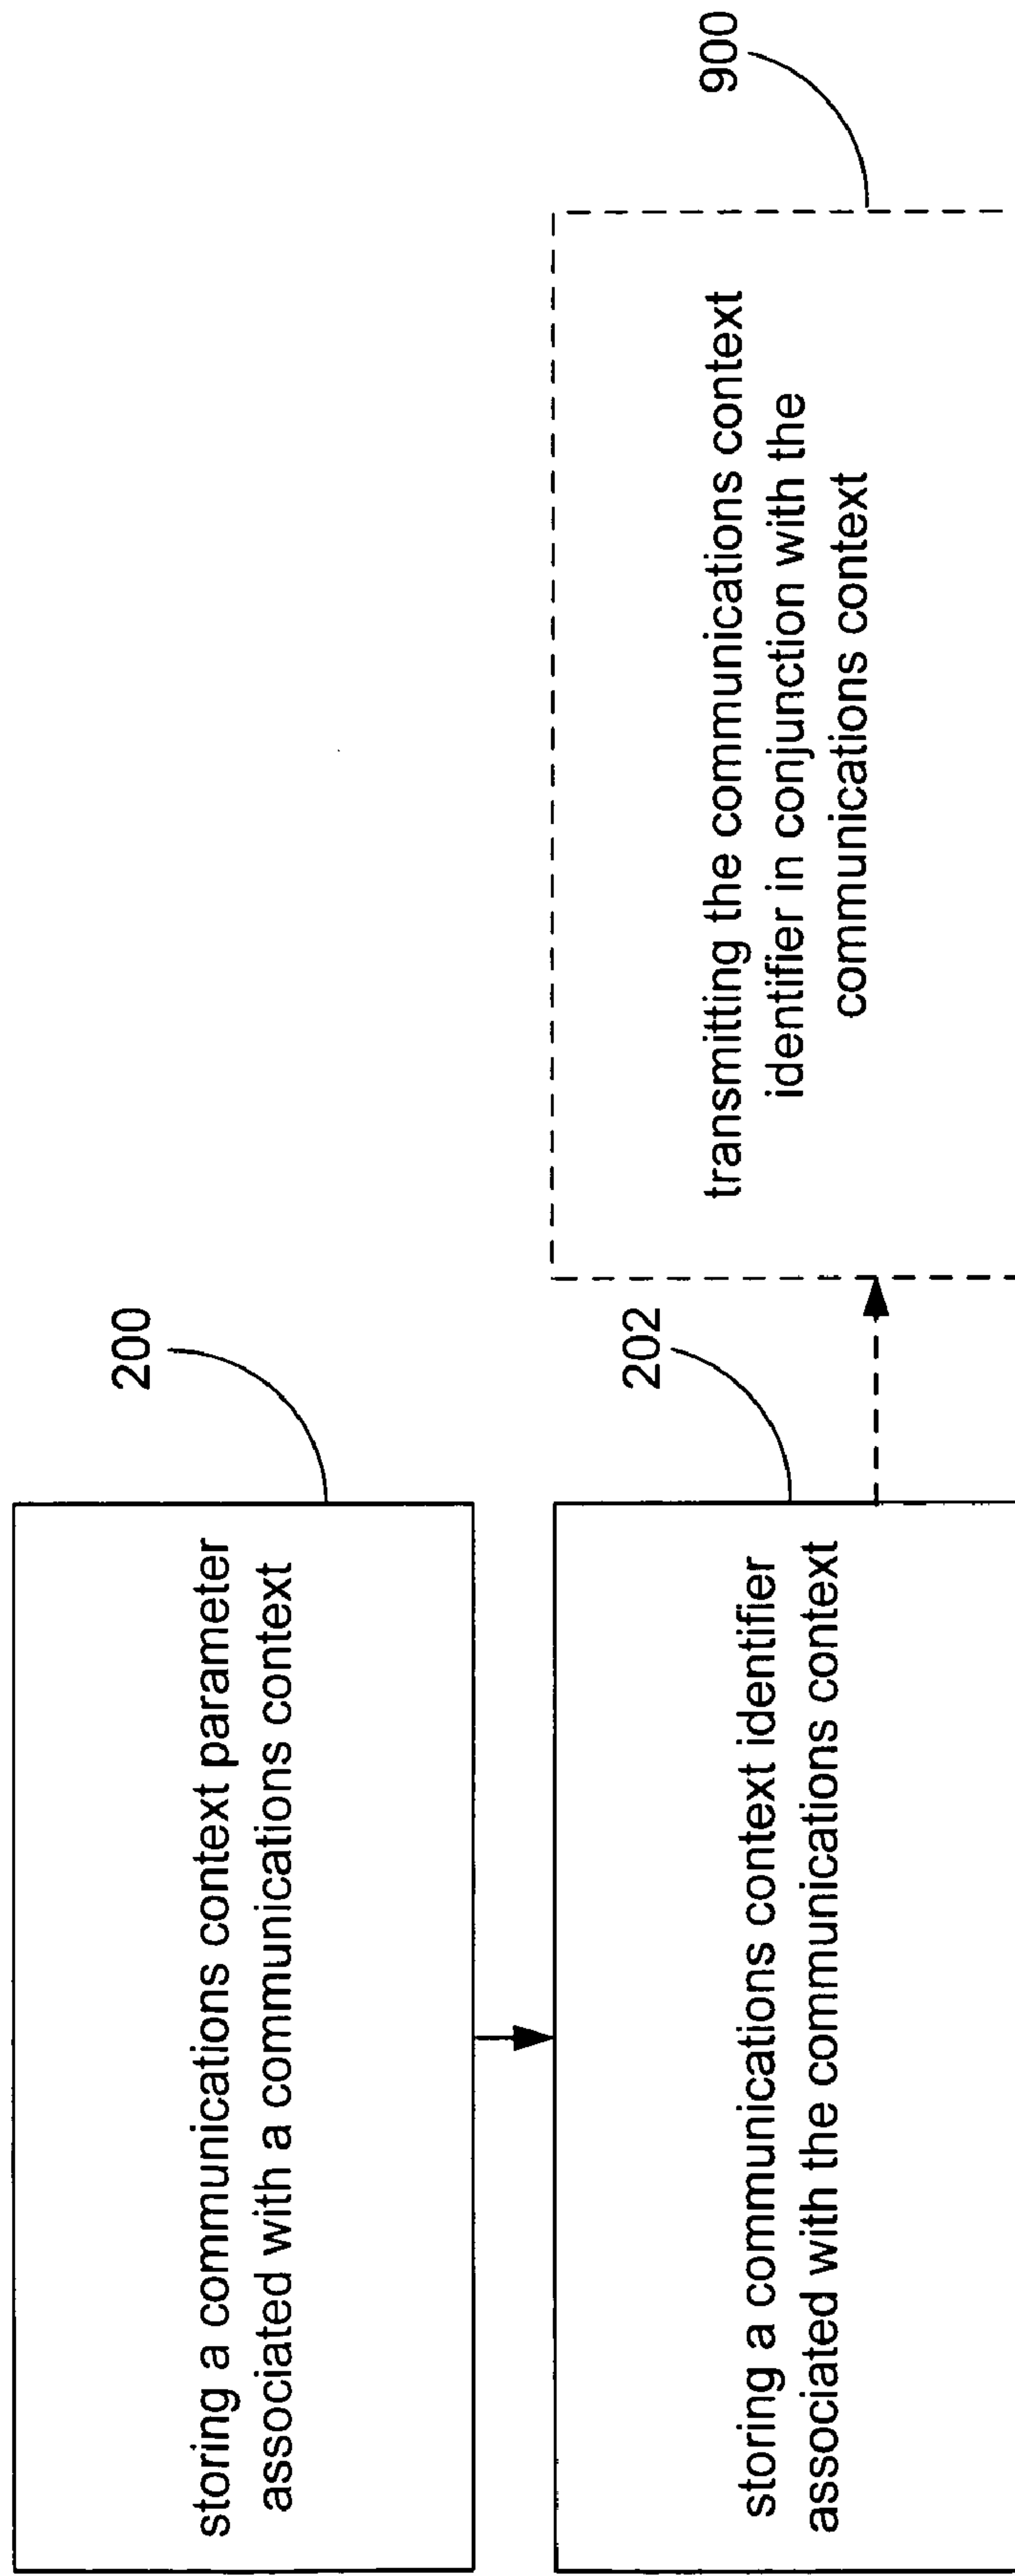 200
storing a communications context parameter
associated with a communications context
202
storing a communications context identifier
associated with the communications context
900
transmitting the communications context
identifier in conjunction with the
communications context